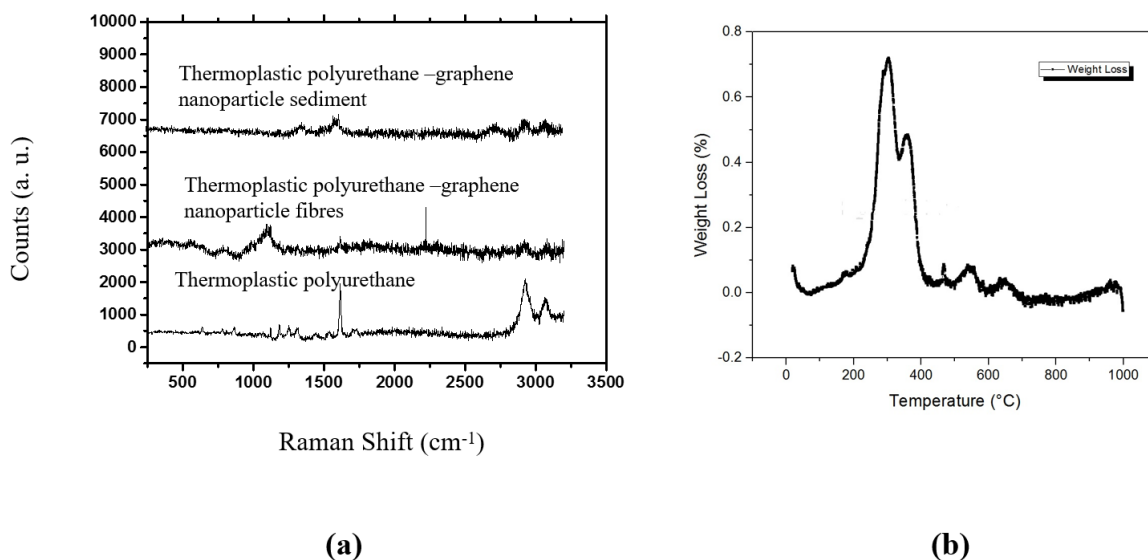 10000
9000
8000
7000
6000
5000
4000
3000
2000
1000
0
Counts (a. u.)
Thermoplastic polyurethane –graphene
nanoparticle sediment
Thermoplastic polyurethane –graphene
nanoparticle fibres
Thermoplastic polyurethane
500 1000 1500 2000 2500 3000 3500
Raman Shift (cm-1)
(a)
0.8
0.6
0.4
0.2
0.0
-0.2
Weight Loss (%)
Weight Loss
0 200 400 600 800 1000
Temperature (°C)
(b)